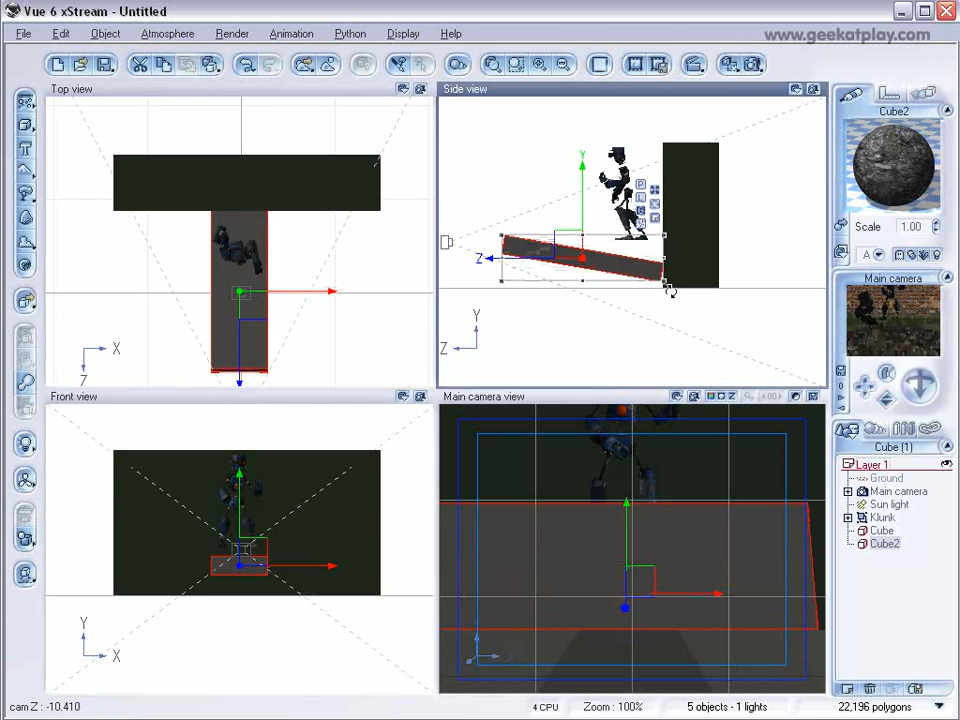 Vue 6 xStream - Untitled
File Edit Object Atmosphere Render Animation Python Display Help
www.geekatplay.com
Top view
Side view
Cube2
Scale 1.00
A
Main camera
Y
Z
X
Z
Y
Z
Front view
Main camera view
Cube (1)
Layer 1
Ground
Main camera
Sun light
Klunk
Cube
Cube2
Y
X
cam Z : -10.410
4 CPU
Zoom : 100%
5 objects - 1 lights
22,196 polygons